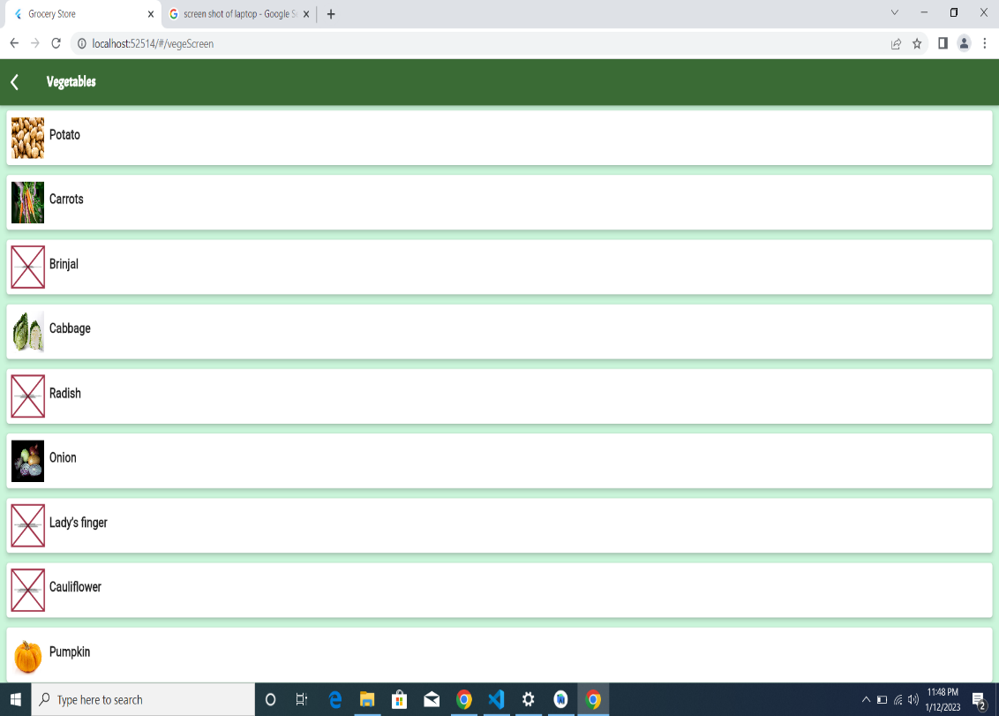 Grocery Store
screen shot of laptop - Google S
localhost:52514/#/vegeScreen
Vegetables
Potato
Carrots
Brinjal
Cabbage
Radish
Onion
Lady's finger
Cauliflower
Pumpkin
Type here to search
11:48 PM
1/12/2023
2